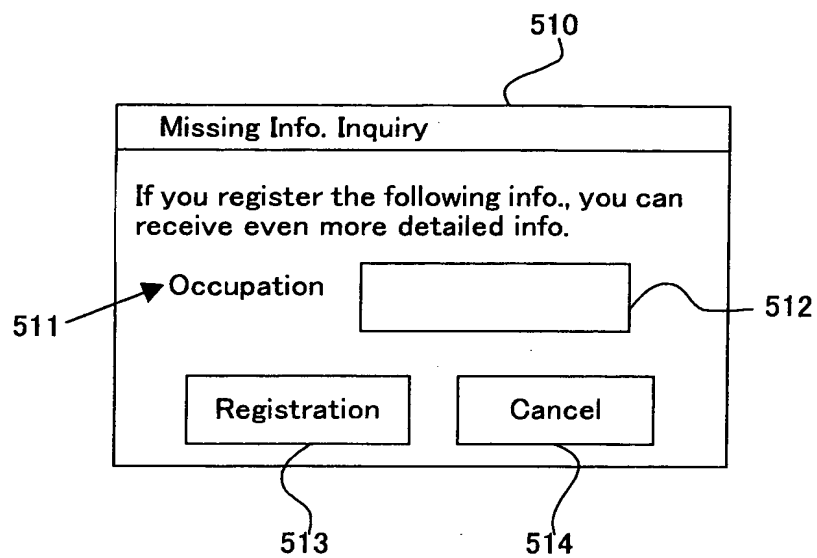 510
Missing Info. Inquiry
If you register the following info., you can
receive even more detailed info.
Occupation
511
512
Registration
Cancel
513
514